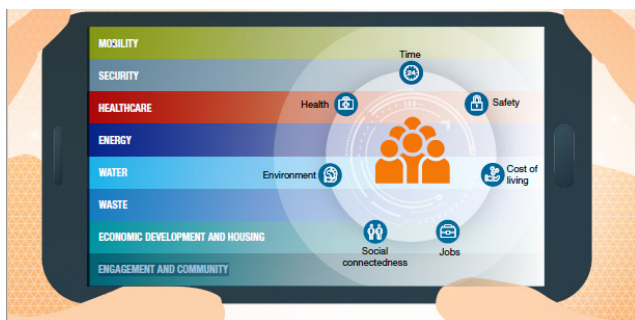 MOBILITY
SECURITY
HEALTHCARE
ENERGY
WATER
WASTE
ECONOMIC DEVELOPMENT AND HOUSING
ENGAGEMENT AND COMMUNITY
Time
24
Health
Safety
Environment
Cost of
living
Social
connectedness
Jobs